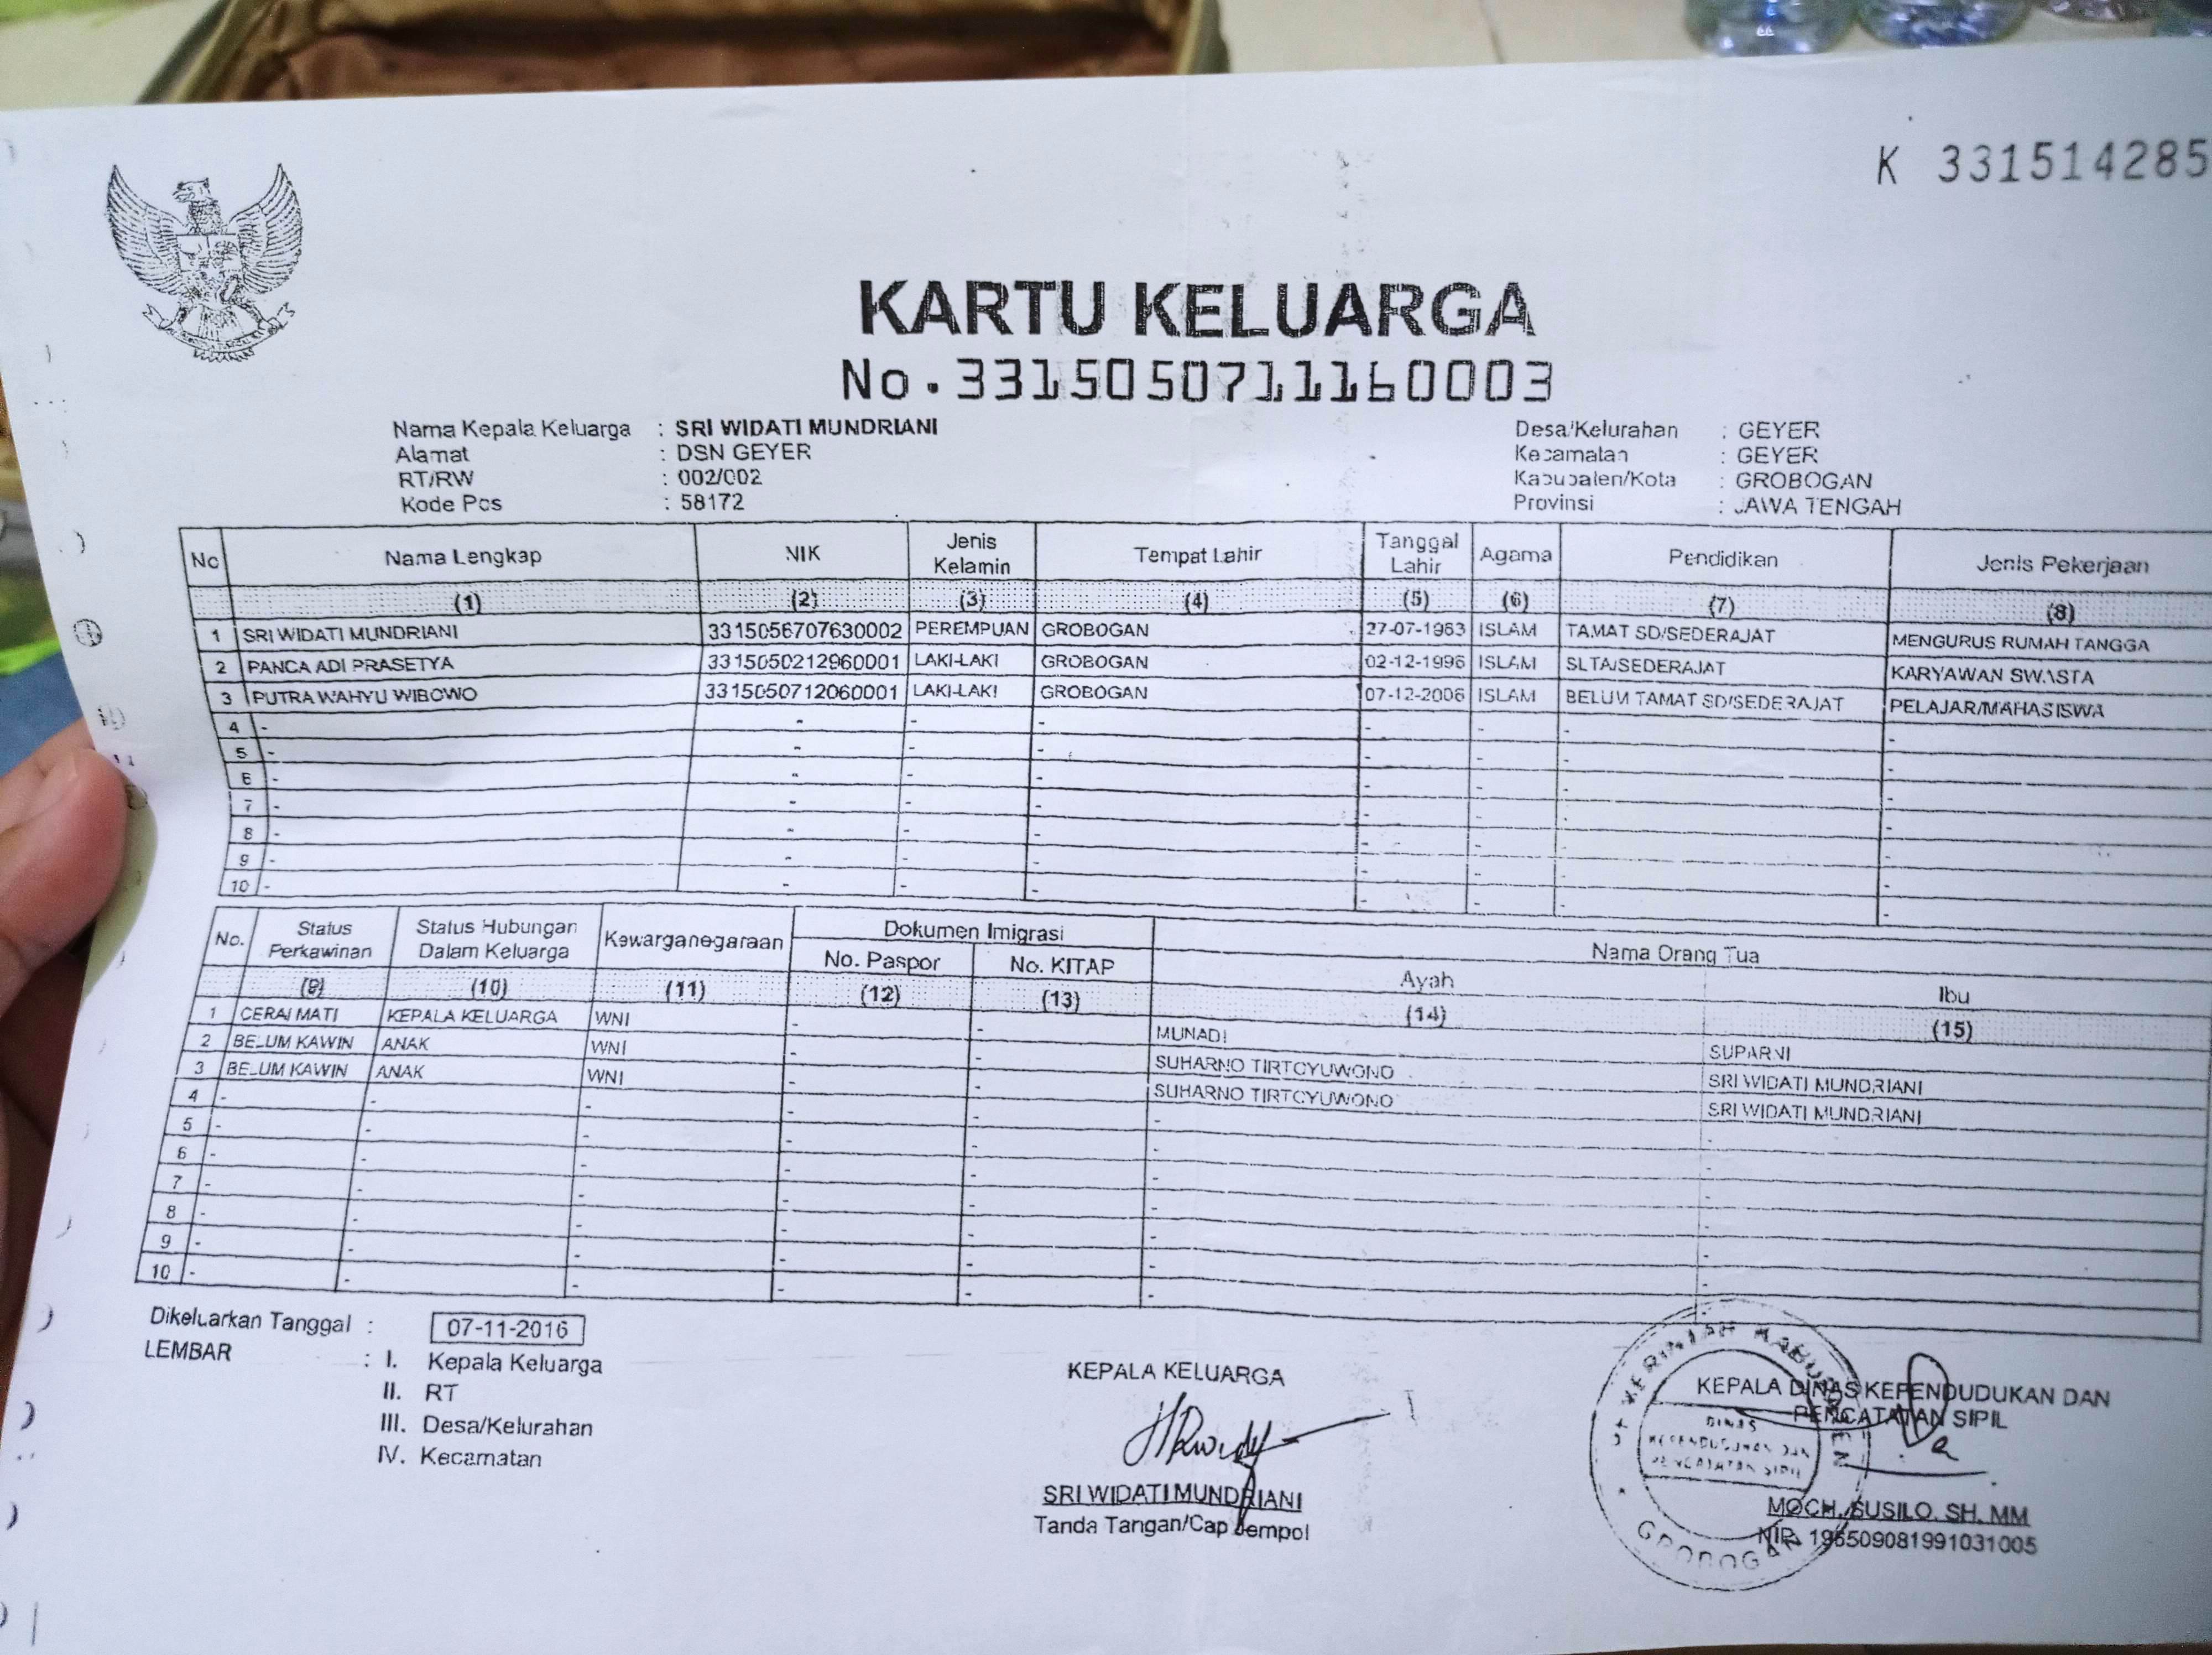 K 331514285
KARTU KELUARGA
No.3315050711160003
Nama Kepala Keluarga : SRI WIDATI MUNDRIANI
Alamat : DSN GEYER
RT/RW : 002/002
Kode Pos : 58172
Desa/Kelurahan : GEYER
Kecamatan : GEYER
Kabupaten/Kota : GROBOGAN
Provinsi : JAWA TENGAH
No Nama Lengkap NIK Jenis Kelamin Tempat Lahir Tanggal Lahir Agama Pendidikan Jenis Pekerjaan
(1) (2) (3) (4) (5) (6) (7) (8)
1 SRI WIDATI MUNDRIANI 3315056707630002 PEREMPUAN GROBOGAN 27-07-1963 ISLAM TAMAT SD/SEDERAJAT MENGURUS RUMAH TANGGA
2 PANCA ADI PRASETYA 3315050212960001 LAKI-LAKI GROBOGAN 02-12-1996 ISLAM SLTA/SEDERAJAT KARYAWAN SWASTA
3 PUTRA WAHYU WIBOWO 3315050712060001 LAKI-LAKI GROBOGAN 07-12-2006 ISLAM BELUM TAMAT SD/SEDERAJAT PELAJAR/MAHASISWA
4 - - - - - - - -
5 - - - - - - - -
6 - - - - - - - -
7 - - - - - - - -
8 - - - - - - - -
9 - - - - - - - -
10 - - - - - - - -
No. Status Perkawinan Status Hubungan Dalam Keluarga Kewarganegaraan Dokumen Imigrasi Nama Orang Tua
No. Paspor No. KITAP Ayah Ibu
(9) (10) (11) (12) (13) (14) (15)
1 CERAI MATI KEPALA KELUARGA WNI - - MUNADI SUPARNI
2 BELUM KAWIN ANAK WNI - - SUHARNO TIRTOYUWONO SRI WIDATI MUNDRIANI
3 BELUM KAWIN ANAK WNI - - SUHARNO TIRTOYUWONO SRI WIDATI MUNDRIANI
4 - - - - - - -
5 - - - - - - -
6 - - - - - - -
7 - - - - - - -
8 - - - - - - -
9 - - - - - - -
10 - - - - - - -
Dikeluarkan Tanggal : 07-11-2016
LEMBAR : I. Kepala Keluarga
II. RT
III. Desa/Kelurahan
IV. Kecamatan
KEPALA KELUARGA
SRI WIDATI MUNDRIANI
Tanda Tangan/Cap Jempol
KEPALA DINAS KEPENDUDUKAN DAN
PENCATATAN SIPIL
MOCH. SUSILO, SH. MM
NIP. 196509081991031005
PEMERINTAH KABUPATEN
DINAS
KEPENDUDUKAN DAN
PENCATATAN SIPIL
GROBOGAN